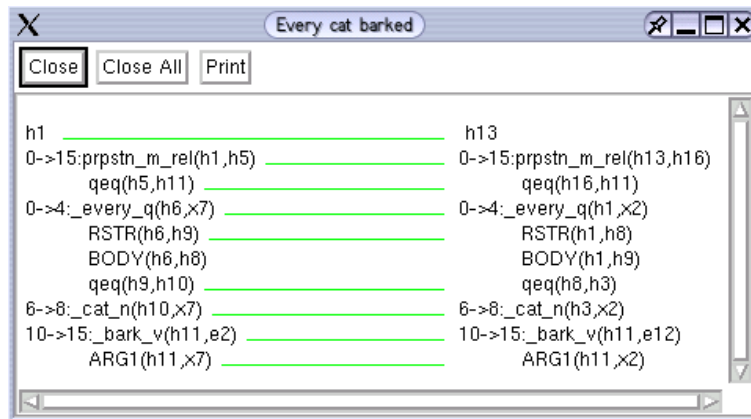 Every cat barked
Close Close All Print
h1 h13
0->15:prpstn_m_rel(h1,h5) 0->15:prpstn_m_rel(h13,h16)
qeq(h5,h11) qeq(h16,h11)
0->4:_every_q(h6,x7) 0->4:_every_q(h1,x2)
RSTR(h6,h9) RSTR(h1,h8)
BODY(h6,h8) BODY(h1,h9)
qeq(h9,h10) qeq(h8,h3)
6->8:_cat_n(h10,x7) 6->8:_cat_n(h3,x2)
10->15:_bark_v(h11,e2) 10->15:_bark_v(h11,e12)
ARG1(h11,x7) ARG1(h11,x2)